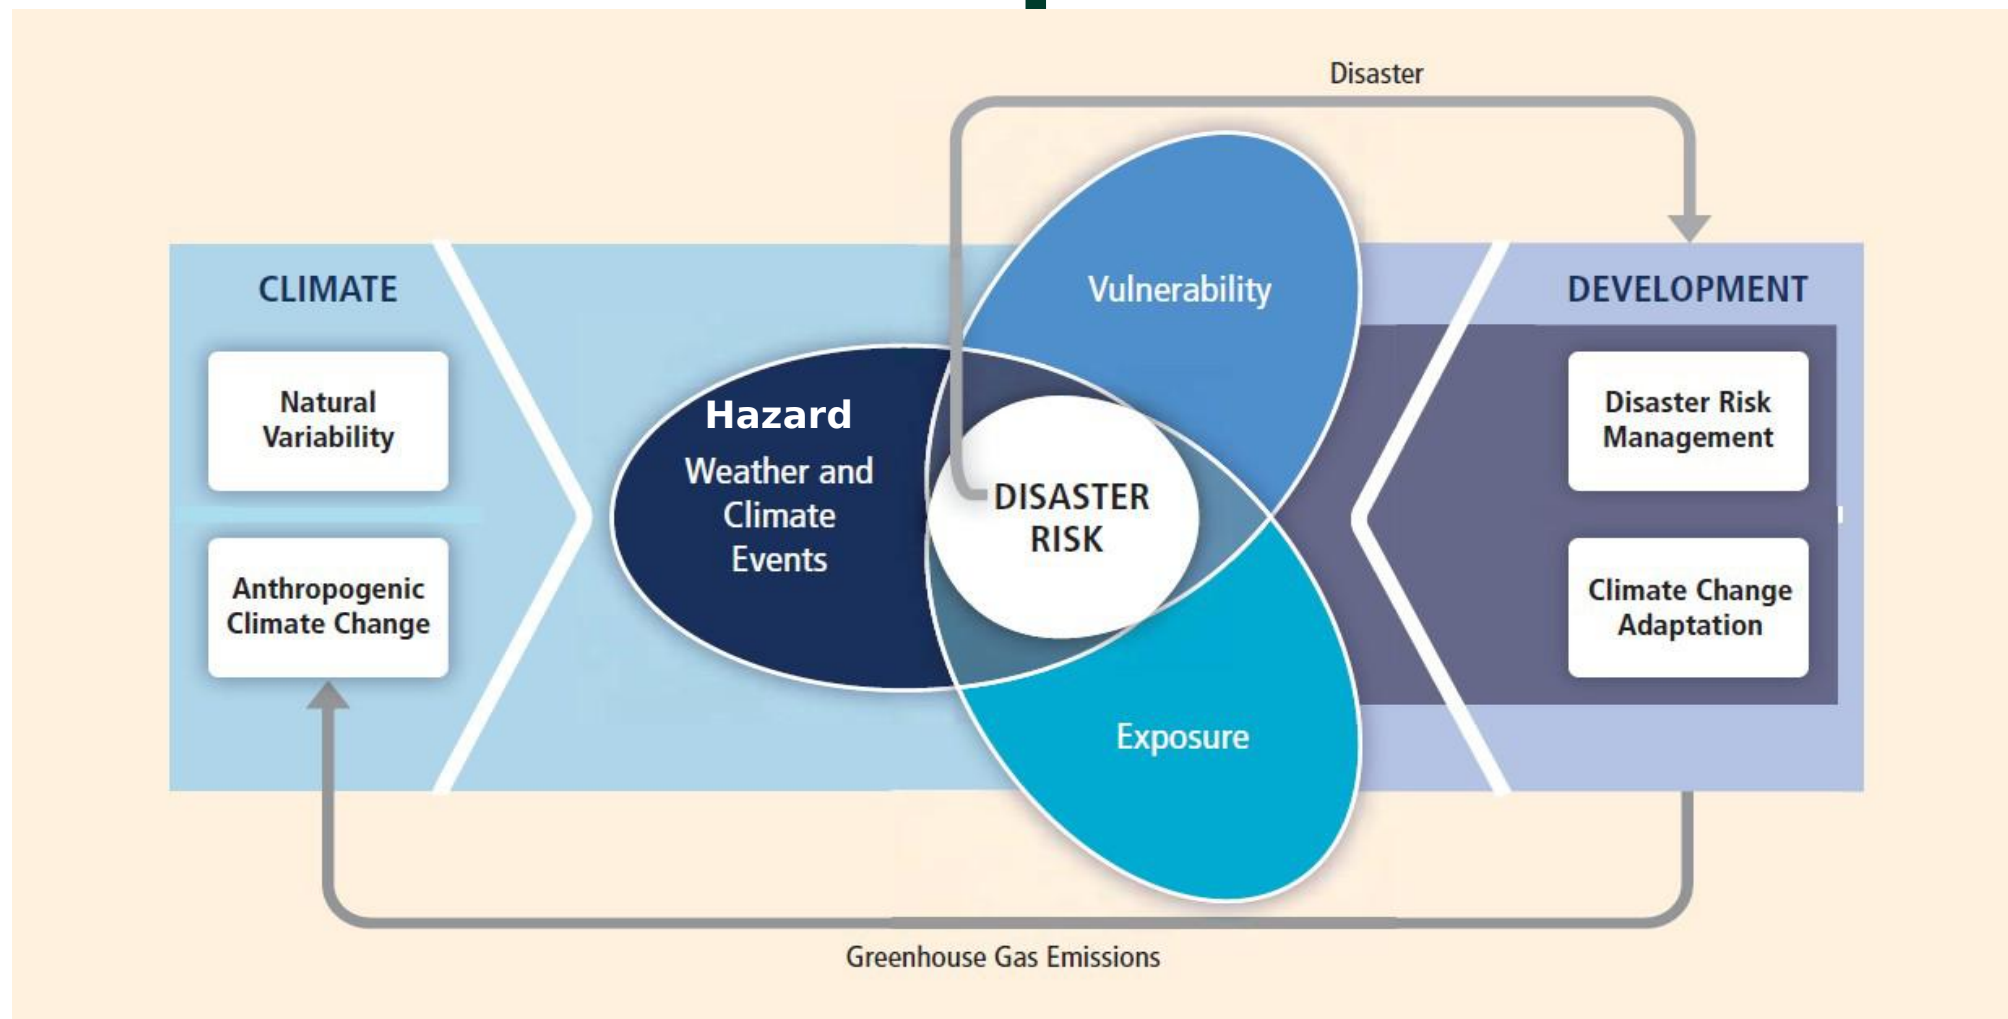 Disaster
CLIMATE
Natural
Variability
Anthropogenic
Climate Change
Hazard
Weather and
Climate
Events
Vulnerability
DISASTER
RISK
Exposure
DEVELOPMENT
Disaster Risk
Management
Climate Change
Adaptation
Greenhouse Gas Emissions